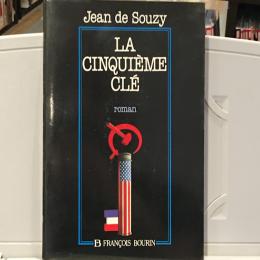 Jean de Souzy
LA
CINQUIÈME
CLÉ
roman
B FRANÇOIS BOURIN